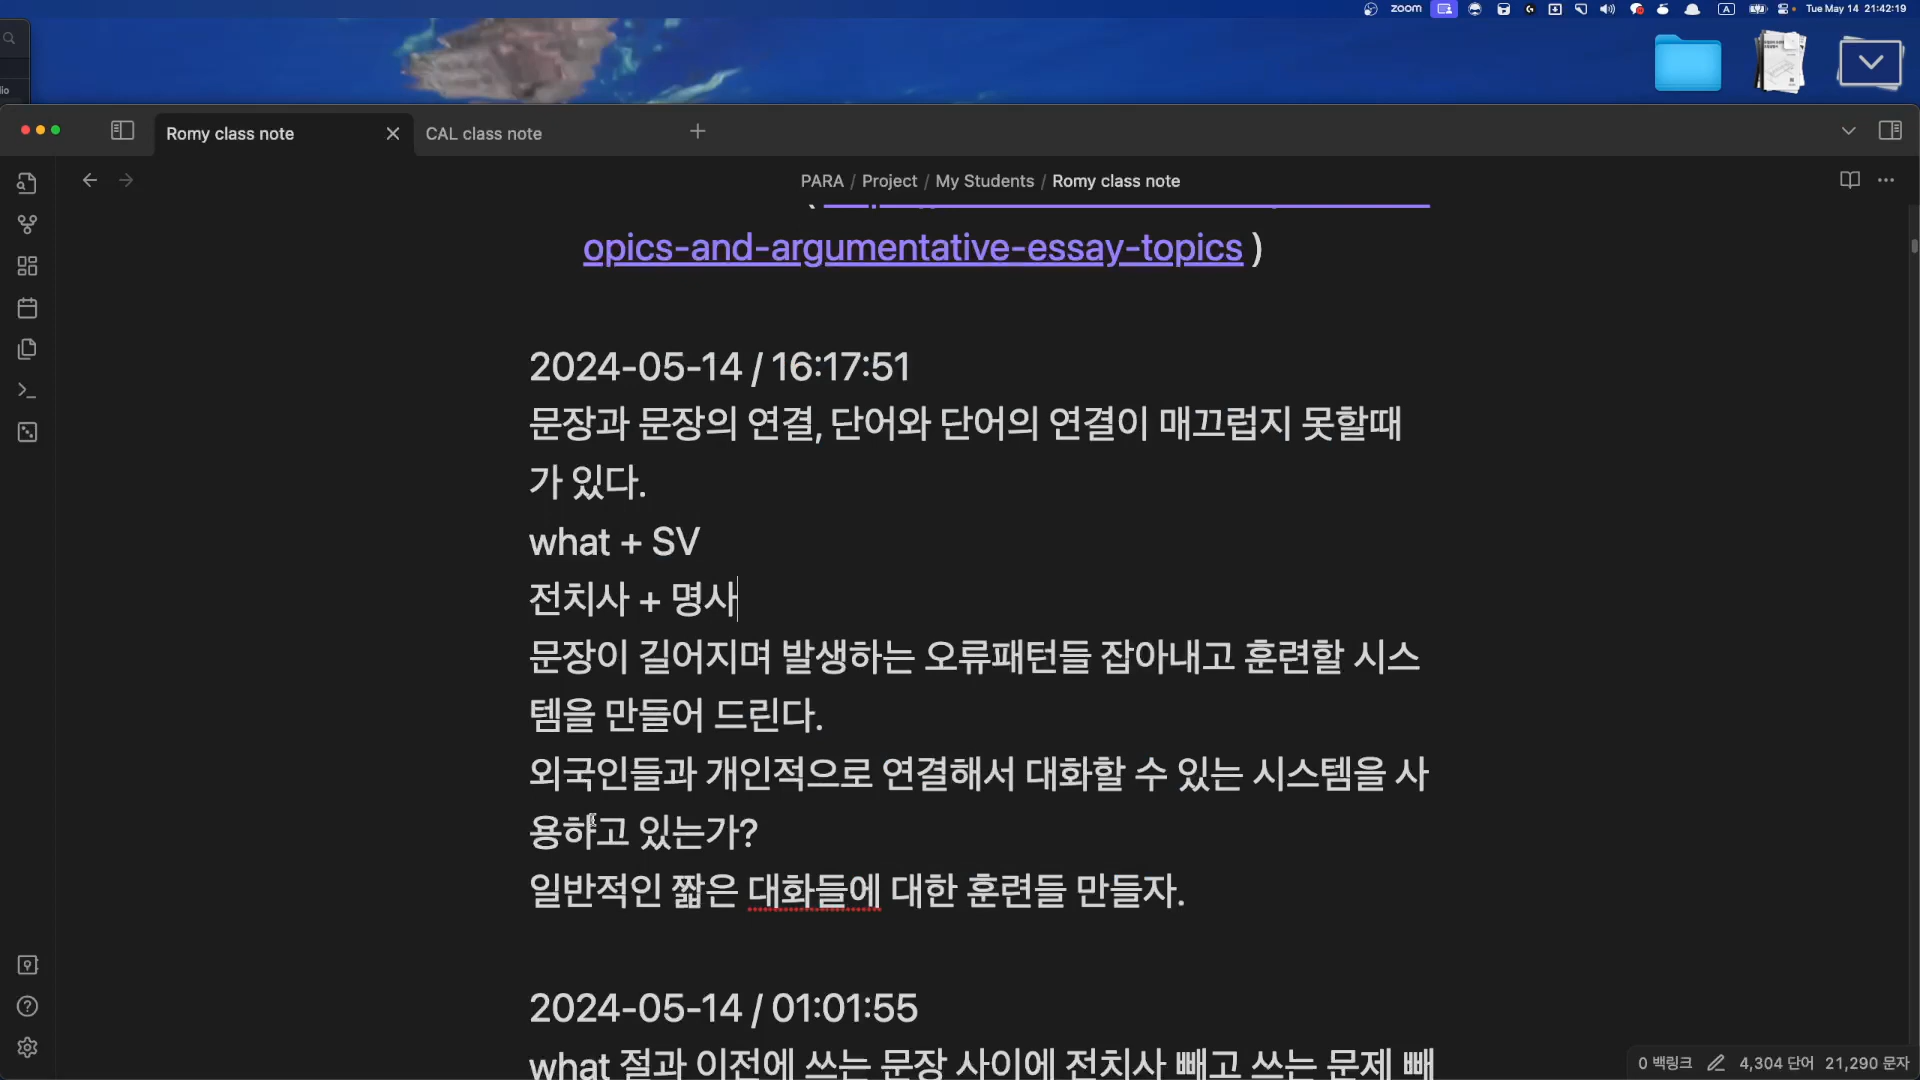 zoom
A
Tue May 14 21:42:19
Romy class note
CAL class note
PARA / Project / My Students / Romy class note
opics-and-argumentative-essay-topics )
2024-05-14 / 16:17:51
문장과 문장의 연결, 단어와 단어의 연결이 매끄럽지 못할때
가 있다.
what + SV
전치사 + 명사
문장이 길어지며 발생하는 오류패턴들 잡아내고 훈련할 시스
템을 만들어 드린다.
외국인들과 개인적으로 연결해서 대화할 수 있는 시스템을 사
용하고 있는가?
일반적인 짧은 대화들에 대한 훈련들 만들자.
2024-05-14 / 01:01:55
what 절과 이전에 쓰는 문장 사이에 전치사 빼고 쓰는 문제 빼
0 백링크
4,304 단어
21,290 문자